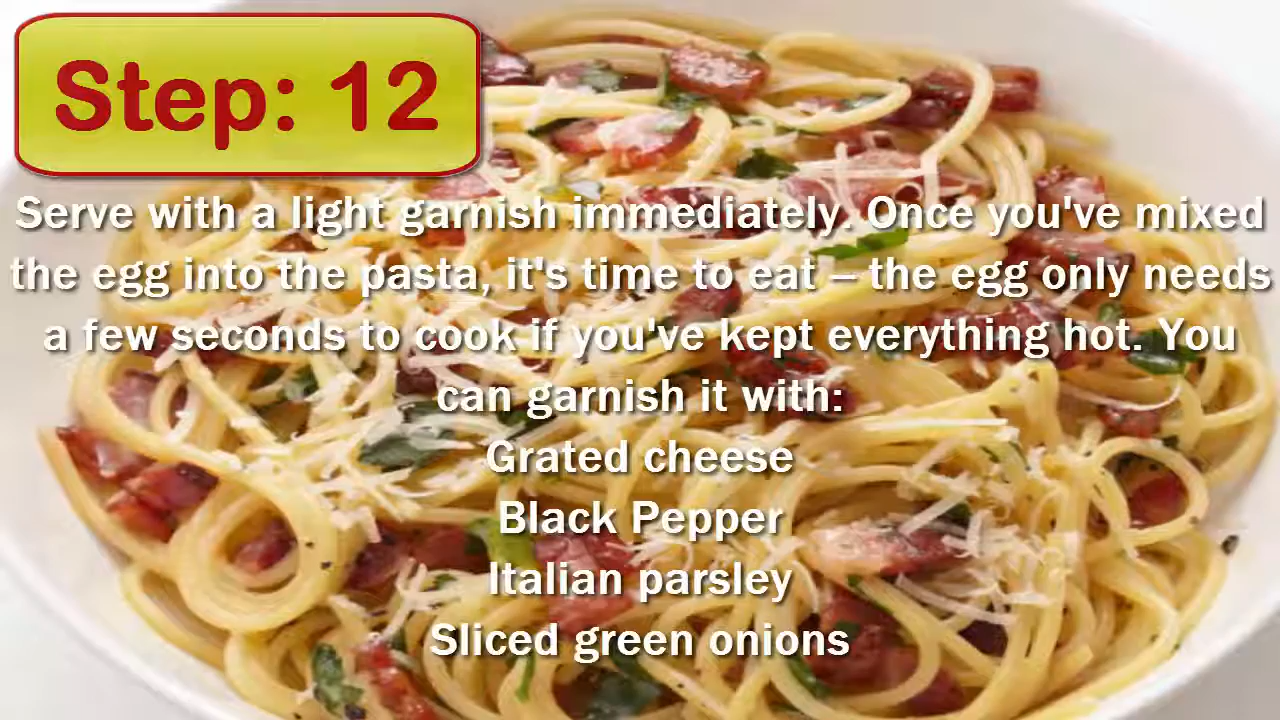 Step: 12
Serve with a light garnish immediately. Once you've mixed
the egg into the pasta, it's time to eat – the egg only needs
a few seconds to cook if you've kept everything hot. You
can garnish it with:
Grated cheese
Black Pepper
Italian parsley
Sliced green onions